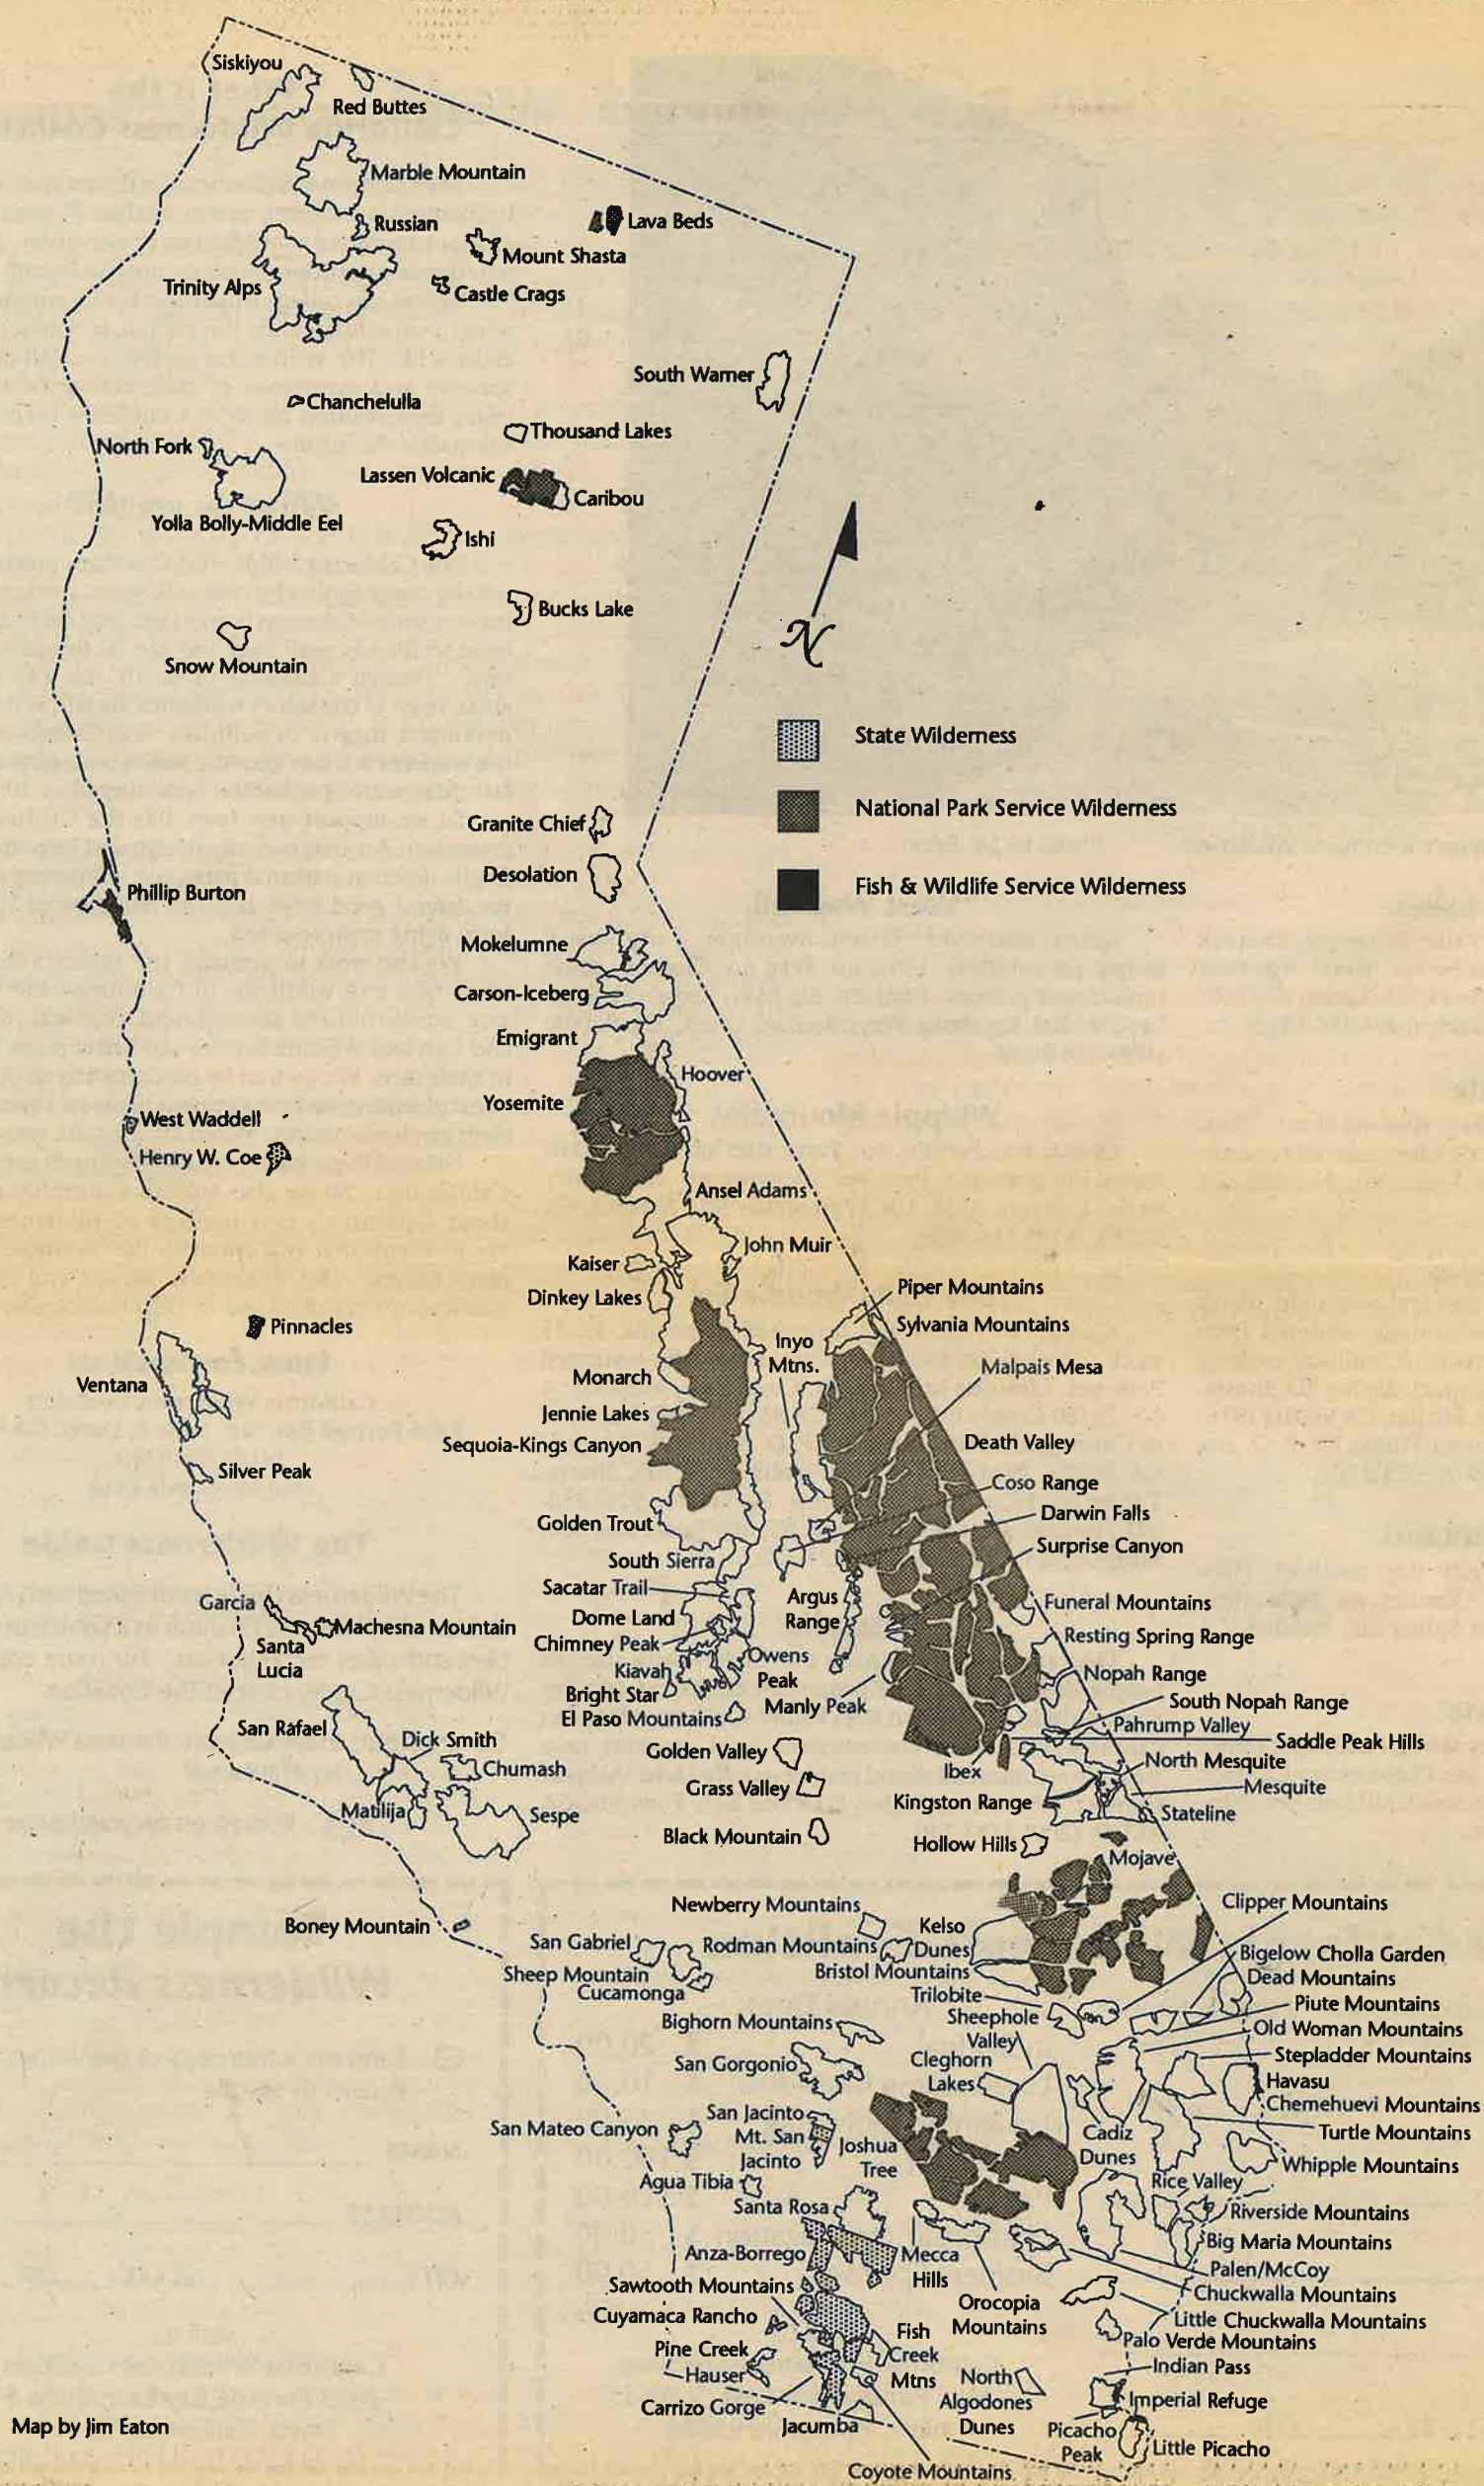 Siskiyou
Red Buttes
Marble Mountain
Russian
Lava Beds
Mount Shasta
Trinity Alps
Castle Crags
South Warner
Chanchelulla
Thousand Lakes
North Fork
Lassen Volcanic
Caribou
Yolla Bolly-Middle Eel
Ishi
Bucks Lake
N
Snow Mountain
State Wilderness
National Park Service Wilderness
Granite Chief
Desolation
Fish & Wildlife Service Wilderness
Phillip Burton
Mokelumne
Carson-Iceberg
Emigrant
Hoover
Yosemite
West Waddell
Henry W. Coe
Ansel Adams
John Muir
Kaiser
Dinkey Lakes
Piper Mountains
Sylvania Mountains
Pinnacles
Inyo
Mtns.
Malpais Mesa
Monarch
Ventana
Jennie Lakes
Sequoia-Kings Canyon
Death Valley
Silver Peak
Coso Range
Darwin Falls
Golden Trout
Surprise Canyon
South Sierra
Sacatar Trail
Argus
Range
Garcia
Funeral Mountains
Dome Land
Machesna Mountain
Santa
Lucia
Chimney Peak
Resting Spring Range
Owens
Peak
Kiavah
Nopah Range
Bright Star
Manly Peak
South Nopah Range
El Paso Mountains
San Rafael
Pahrump Valley
Dick Smith
Saddle Peak Hills
Golden Valley
Chumash
North Mesquite
Ibex
Grass Valley
Mesquite
Kingston Range
Matilija
Sespe
Stateline
Black Mountain
Hollow Hills
Mojave
Newberry Mountains
Clipper Mountains
Boney Mountain
Kelso
Dunes
San Gabriel
Rodman Mountains
Bigelow Cholla Garden
Sheep Mountain
Bristol Mountains
Dead Mountains
Cucamonga
Trilobite
Piute Mountains
Bighorn Mountains
Sheephole
Valley
Old Woman Mountains
San Gorgonio
Cleghorn
Lakes
Stepladder Mountains
Havasu
Chemehuevi Mountains
San Jacinto
San Mateo Canyon
Mt. San
Jacinto
Joshua
Tree
Cadiz
Dunes
Turtle Mountains
Whipple Mountains
Agua Tibia
Rice Valley
Santa Rosa
Riverside Mountains
Big Maria Mountains
Anza-Borrego
Mecca
Hills
Palen/McCoy
Sawtooth Mountains
Chuckwalla Mountains
Orocopia
Mountains
Cuyamaca Rancho
Little Chuckwalla Mountains
Fish
Creek
Mtns
Palo Verde Mountains
Pine Creek
Hauser
Indian Pass
North
Algodones
Dunes
Imperial Refuge
Carrizo Gorge
Jacumba
Picacho
Peak
Little Picacho
Map by Jim Eaton
Coyote Mountains